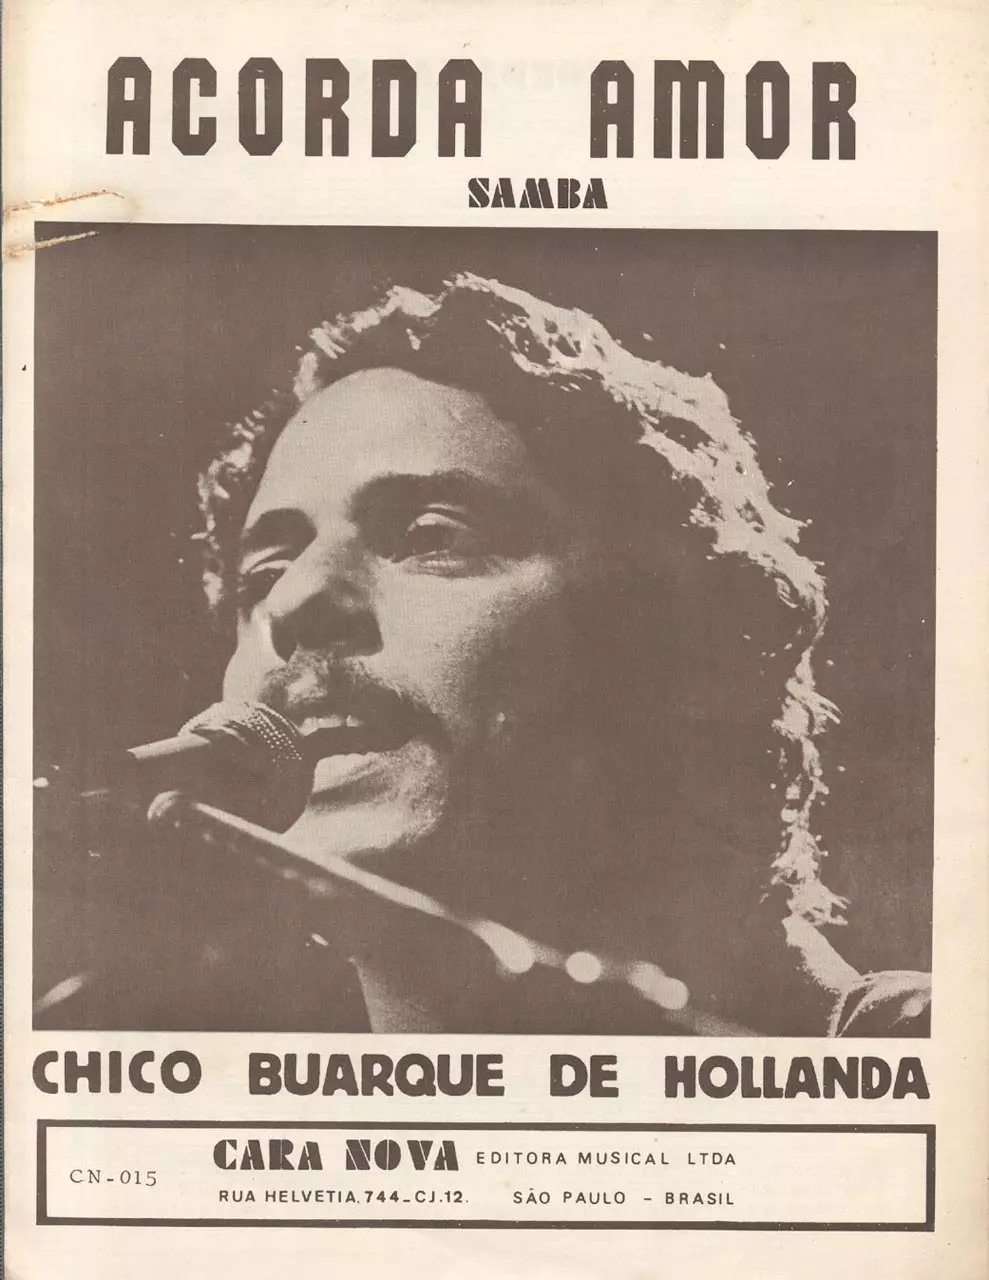 ACORDA AMOR
SAMBA
CHICO BUARQUE DE HOLLANDA
CN-015
CARA NOVA EDITORA MUSICAL LTDA
RUA HELVETIA, 744-CJ.12. SÃO PAULO - BRASIL